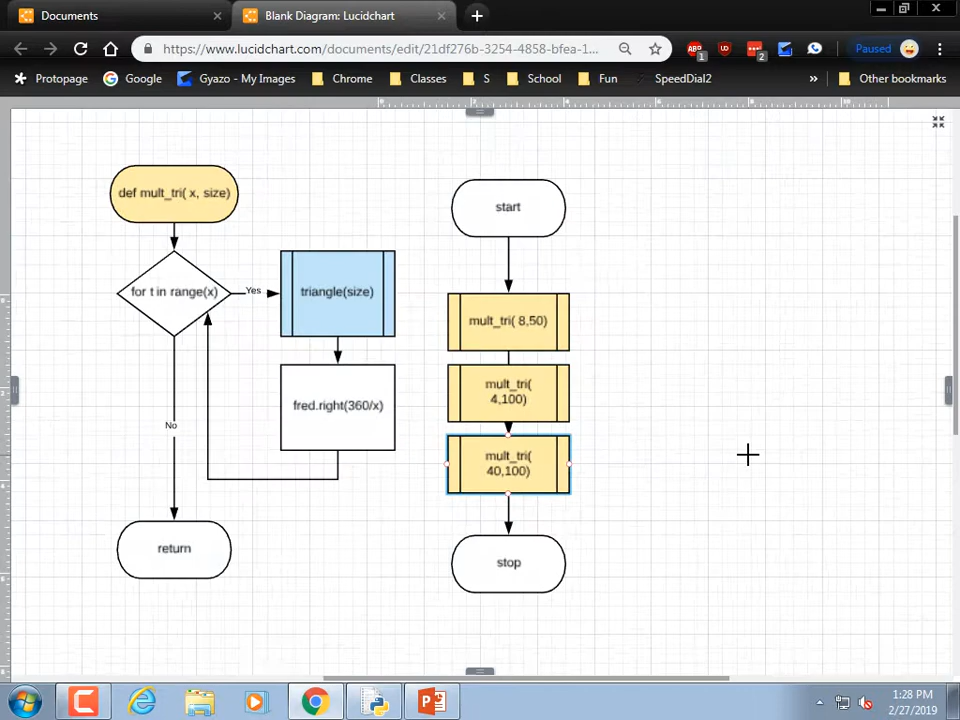 Documents
Blank Diagram: Lucidchart
https://www.lucidchart.com/documents/edit/21df276b-3254-4858-bfea-1...
ABP
1
2
Paused
Protopage
Google
Gyazo - My Images
Chrome
Classes
S
School
Fun
SpeedDial2
»
Other bookmarks
def mult_tri( x, size)
for t in range(x)
Yes
triangle(size)
fred.right(360/x)
No
return
start
mult_tri( 8,50)
mult_tri(
4,100)
mult_tri(
40,100)
stop
1:28 PM
2/27/2019